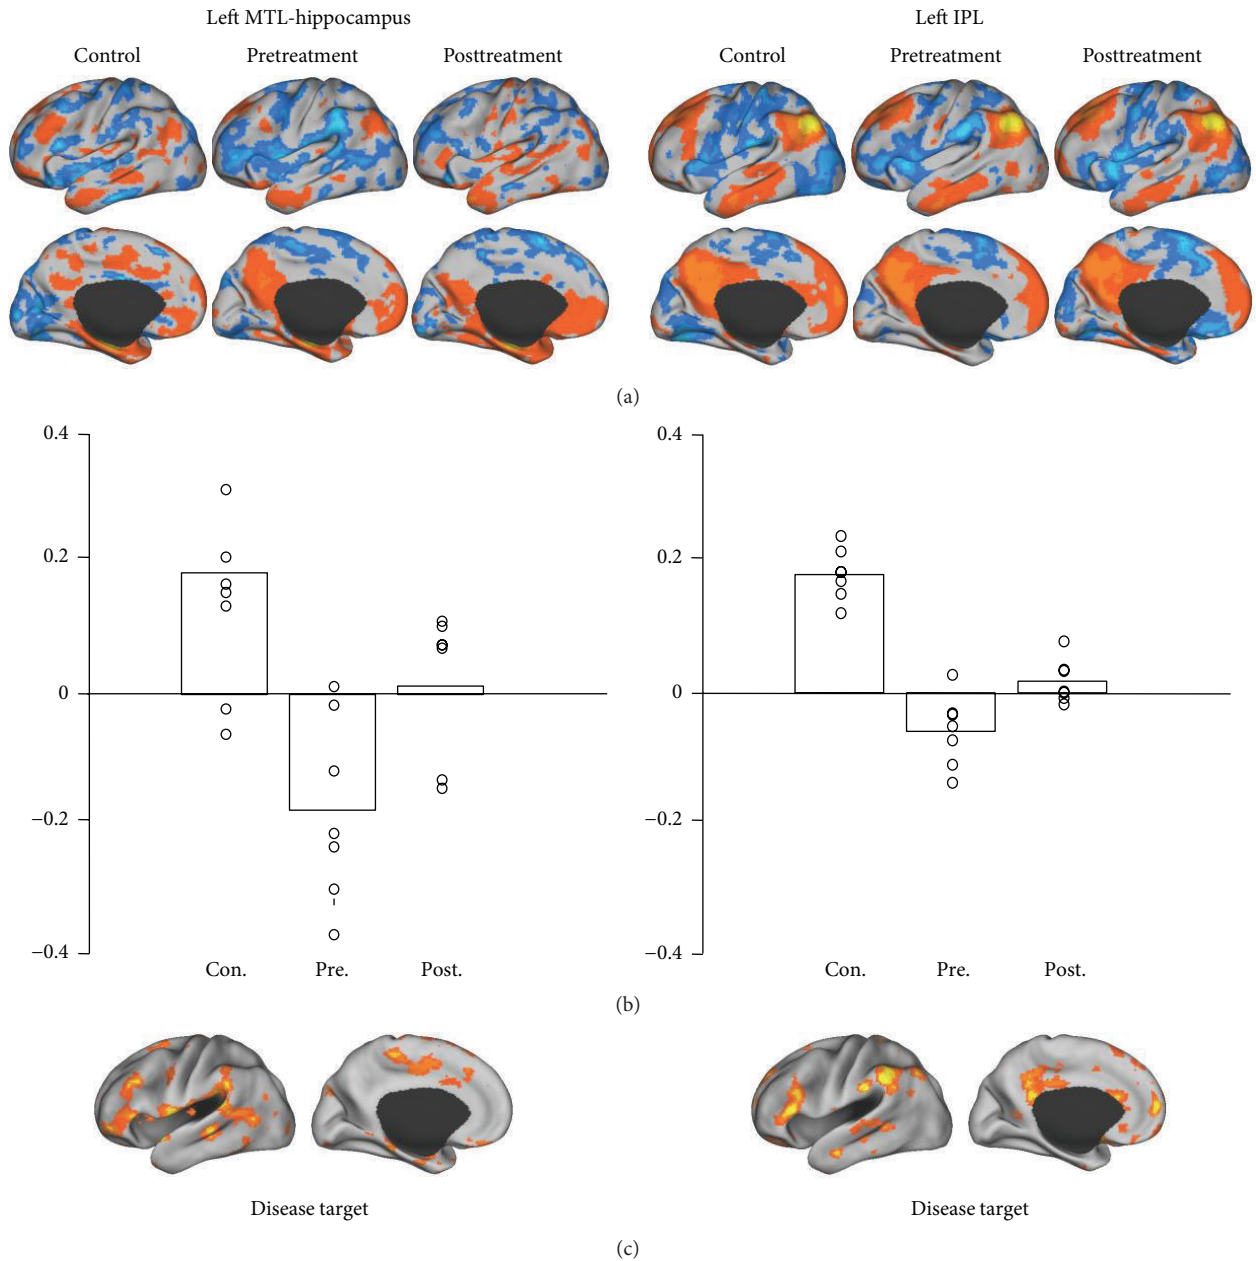 Left MTL-hippocampus
Left IPL
Control Pretreatment Posttreatment
Control Pretreatment Posttreatment
(a)
0.4
0.2
0
−0.2
−0.4
Con. Pre. Post.
0.4
0.2
0
−0.2
−0.4
Con. Pre. Post.
(b)
Disease target
Disease target
(c)